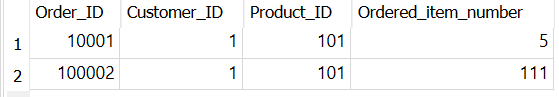 Order_ID Customer_ID Product_ID Ordered_item_number
1 10001 1 101 5
2 100002 1 101 111